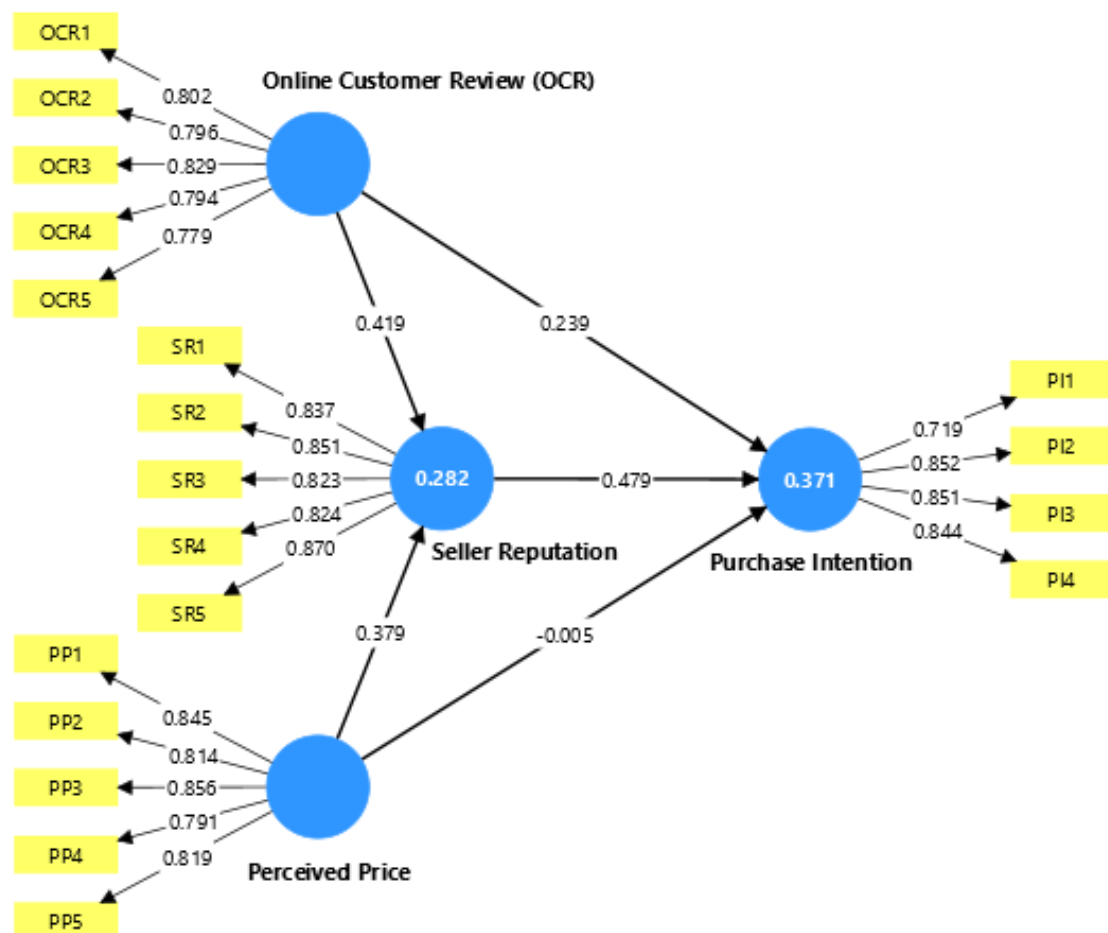 OCR1
OCR2
OCR3
OCR4
OCR5
0.802
0.796
0.829
0.794
0.779
Online Customer Review (OCR)
0.419
0.239
SR1
SR2
SR3
SR4
SR5
0.837
0.851
0.823
0.824
0.870
0.282
Seller Reputation
0.479
0.371
Purchase Intention
0.719
0.852
0.851
0.844
PI1
PI2
PI3
PI4
0.379
-0.005
PP1
PP2
PP3
PP4
PP5
0.845
0.814
0.856
0.791
0.819
Perceived Price